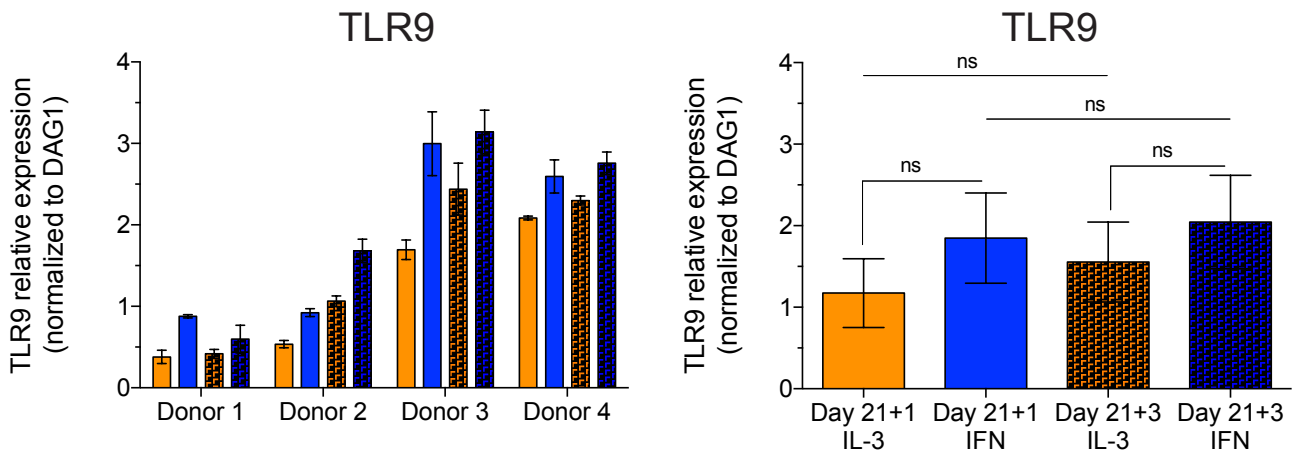 TLR9
TLR9 relative expression
(normalized to DAG1)
4
3
2
1
0
Donor 1 Donor 2 Donor 3 Donor 4
TLR9
TLR9 relative expression
(normalized to DAG1)
4
3
2
1
0
ns
ns
ns
ns
Day 21+1 Day 21+1 Day 21+3 Day 21+3
IL-3 IFN IL-3 IFN